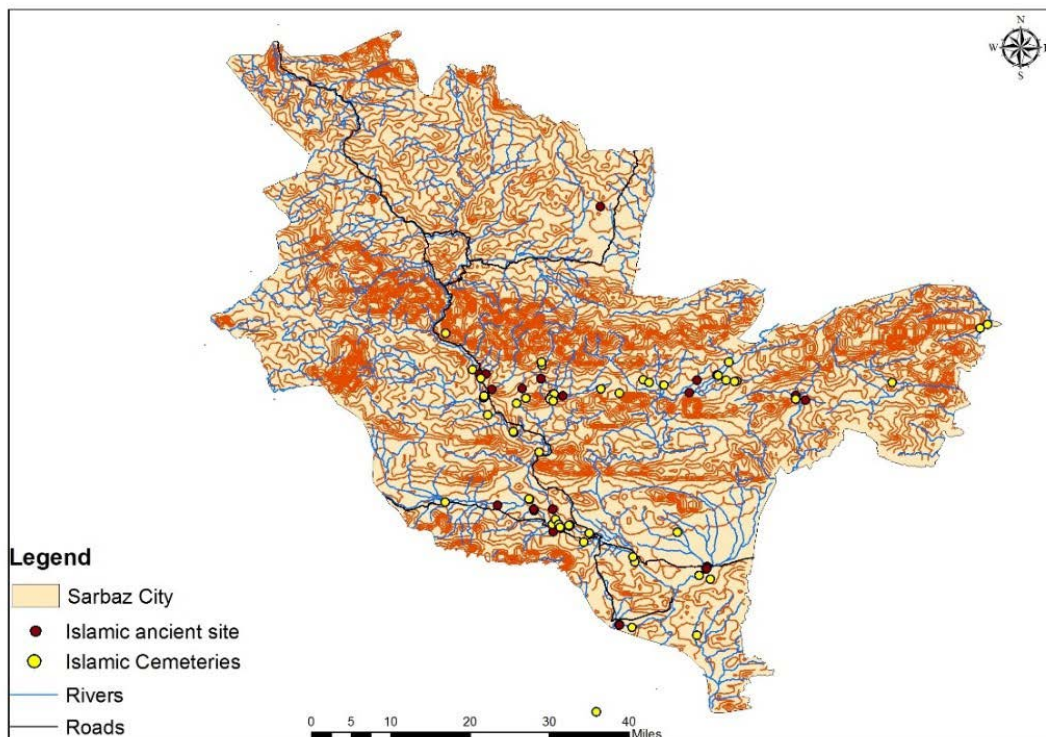 N
W E
S
Legend
Sarbaz City
Islamic ancient site
Islamic Cemeteries
Rivers
Roads
0 5 10 20 30 40
Miles